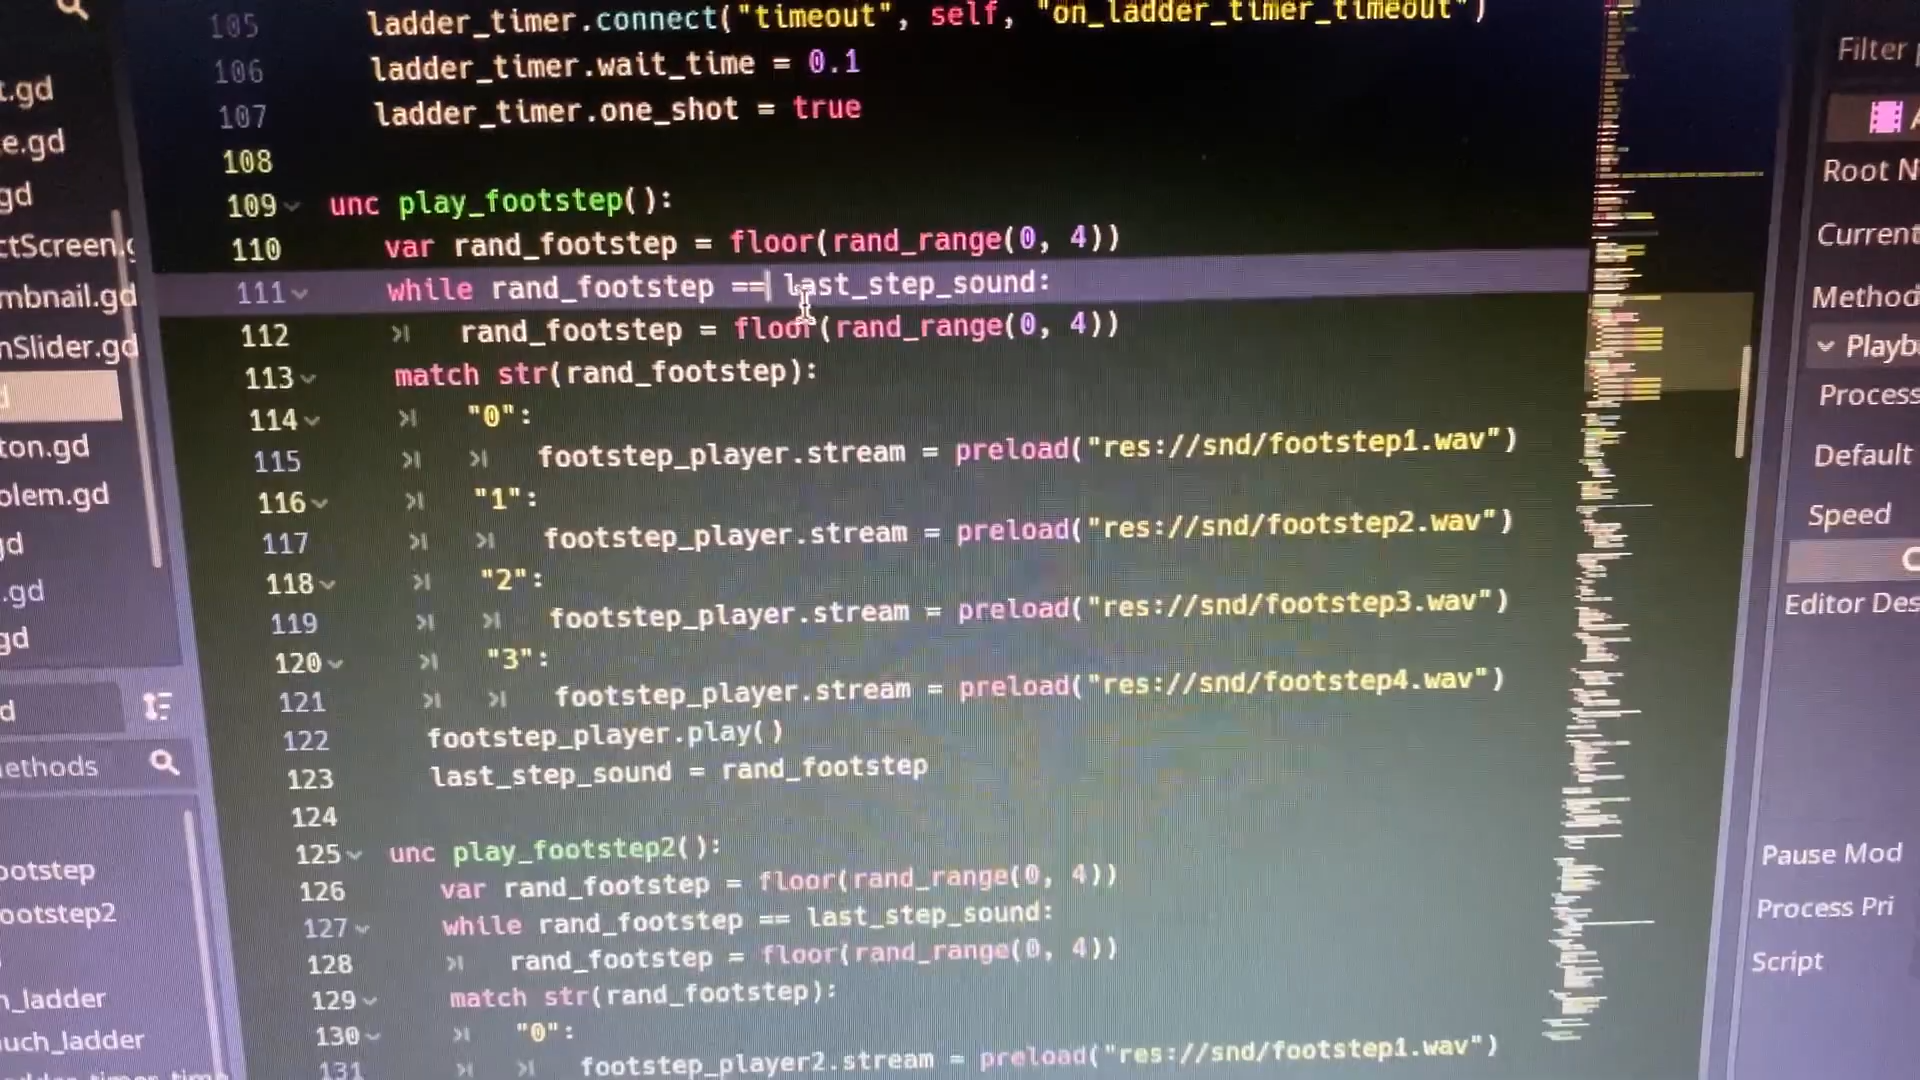 105 ladder_timer.connect("timeout", self, "on_ladder_timer_timeout")
106 ladder_timer.wait_time = 0.1
107 ladder_timer.one_shot = true
108
109 unc play_footstep():
110 var rand_footstep = floor(rand_range(0, 4))
111 while rand_footstep == last_step_sound:
112 rand_footstep = floor(rand_range(0, 4))
113 match str(rand_footstep):
114 "0":
115 footstep_player.stream = preload("res://snd/footstep1.wav")
116 "1":
117 footstep_player.stream = preload("res://snd/footstep2.wav")
118 "2":
119 footstep_player.stream = preload("res://snd/footstep3.wav")
120 "3":
121 footstep_player.stream = preload("res://snd/footstep4.wav")
122 footstep_player.play()
123 last_step_sound = rand_footstep
124
125 unc play_footstep2():
126 var rand_footstep = floor(rand_range(0, 4))
127 while rand_footstep == last_step_sound:
128 rand_footstep = floor(rand_range(0, 4))
129 match str(rand_footstep):
130 "0":
131 footstep_player2.stream = preload("res://snd/footstep1.wav")
t.gd
e.gd
gd
ctScreen.g
mbnail.gd
nSlider.gd
d
ton.gd
olem.gd
gd
.gd
gd
d
ethods
ootstep
ootstep2
n_ladder
uch_ladder
Filter
A
Root N
Current
Method
Playb
Process
Default
Speed
Editor Des
Pause Mod
Process Pri
Script